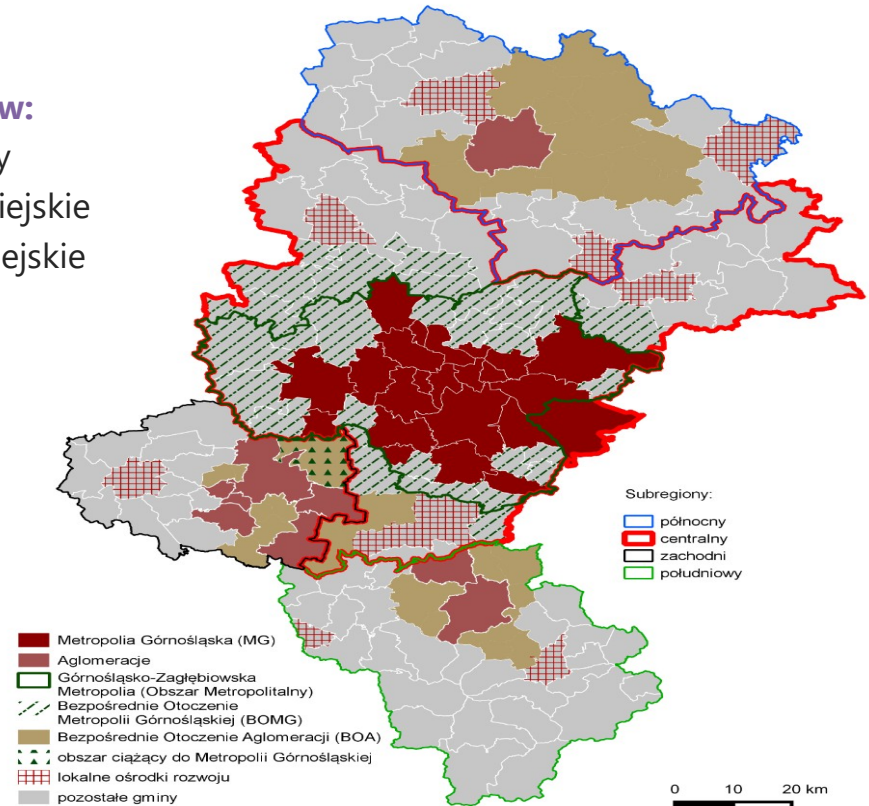 w:
y
iejskie
ejskie
Subregiony:
północny
centralny
zachodni
południowy
Metropolia Górnośląska (MG)
Aglomeracje
Górnośląsko-Zagłębiowska
Metropolia (Obszar Metropolitalny)
Bezpośrednie Otoczenie
Metropolii Górnośląskiej (BOMG)
Bezpośrednie Otoczenie Aglomeracji (BOA)
obszar ciążący do Metropolii Górnośląskiej
lokalne ośrodki rozwoju
pozostałe gminy
0 10 20 km